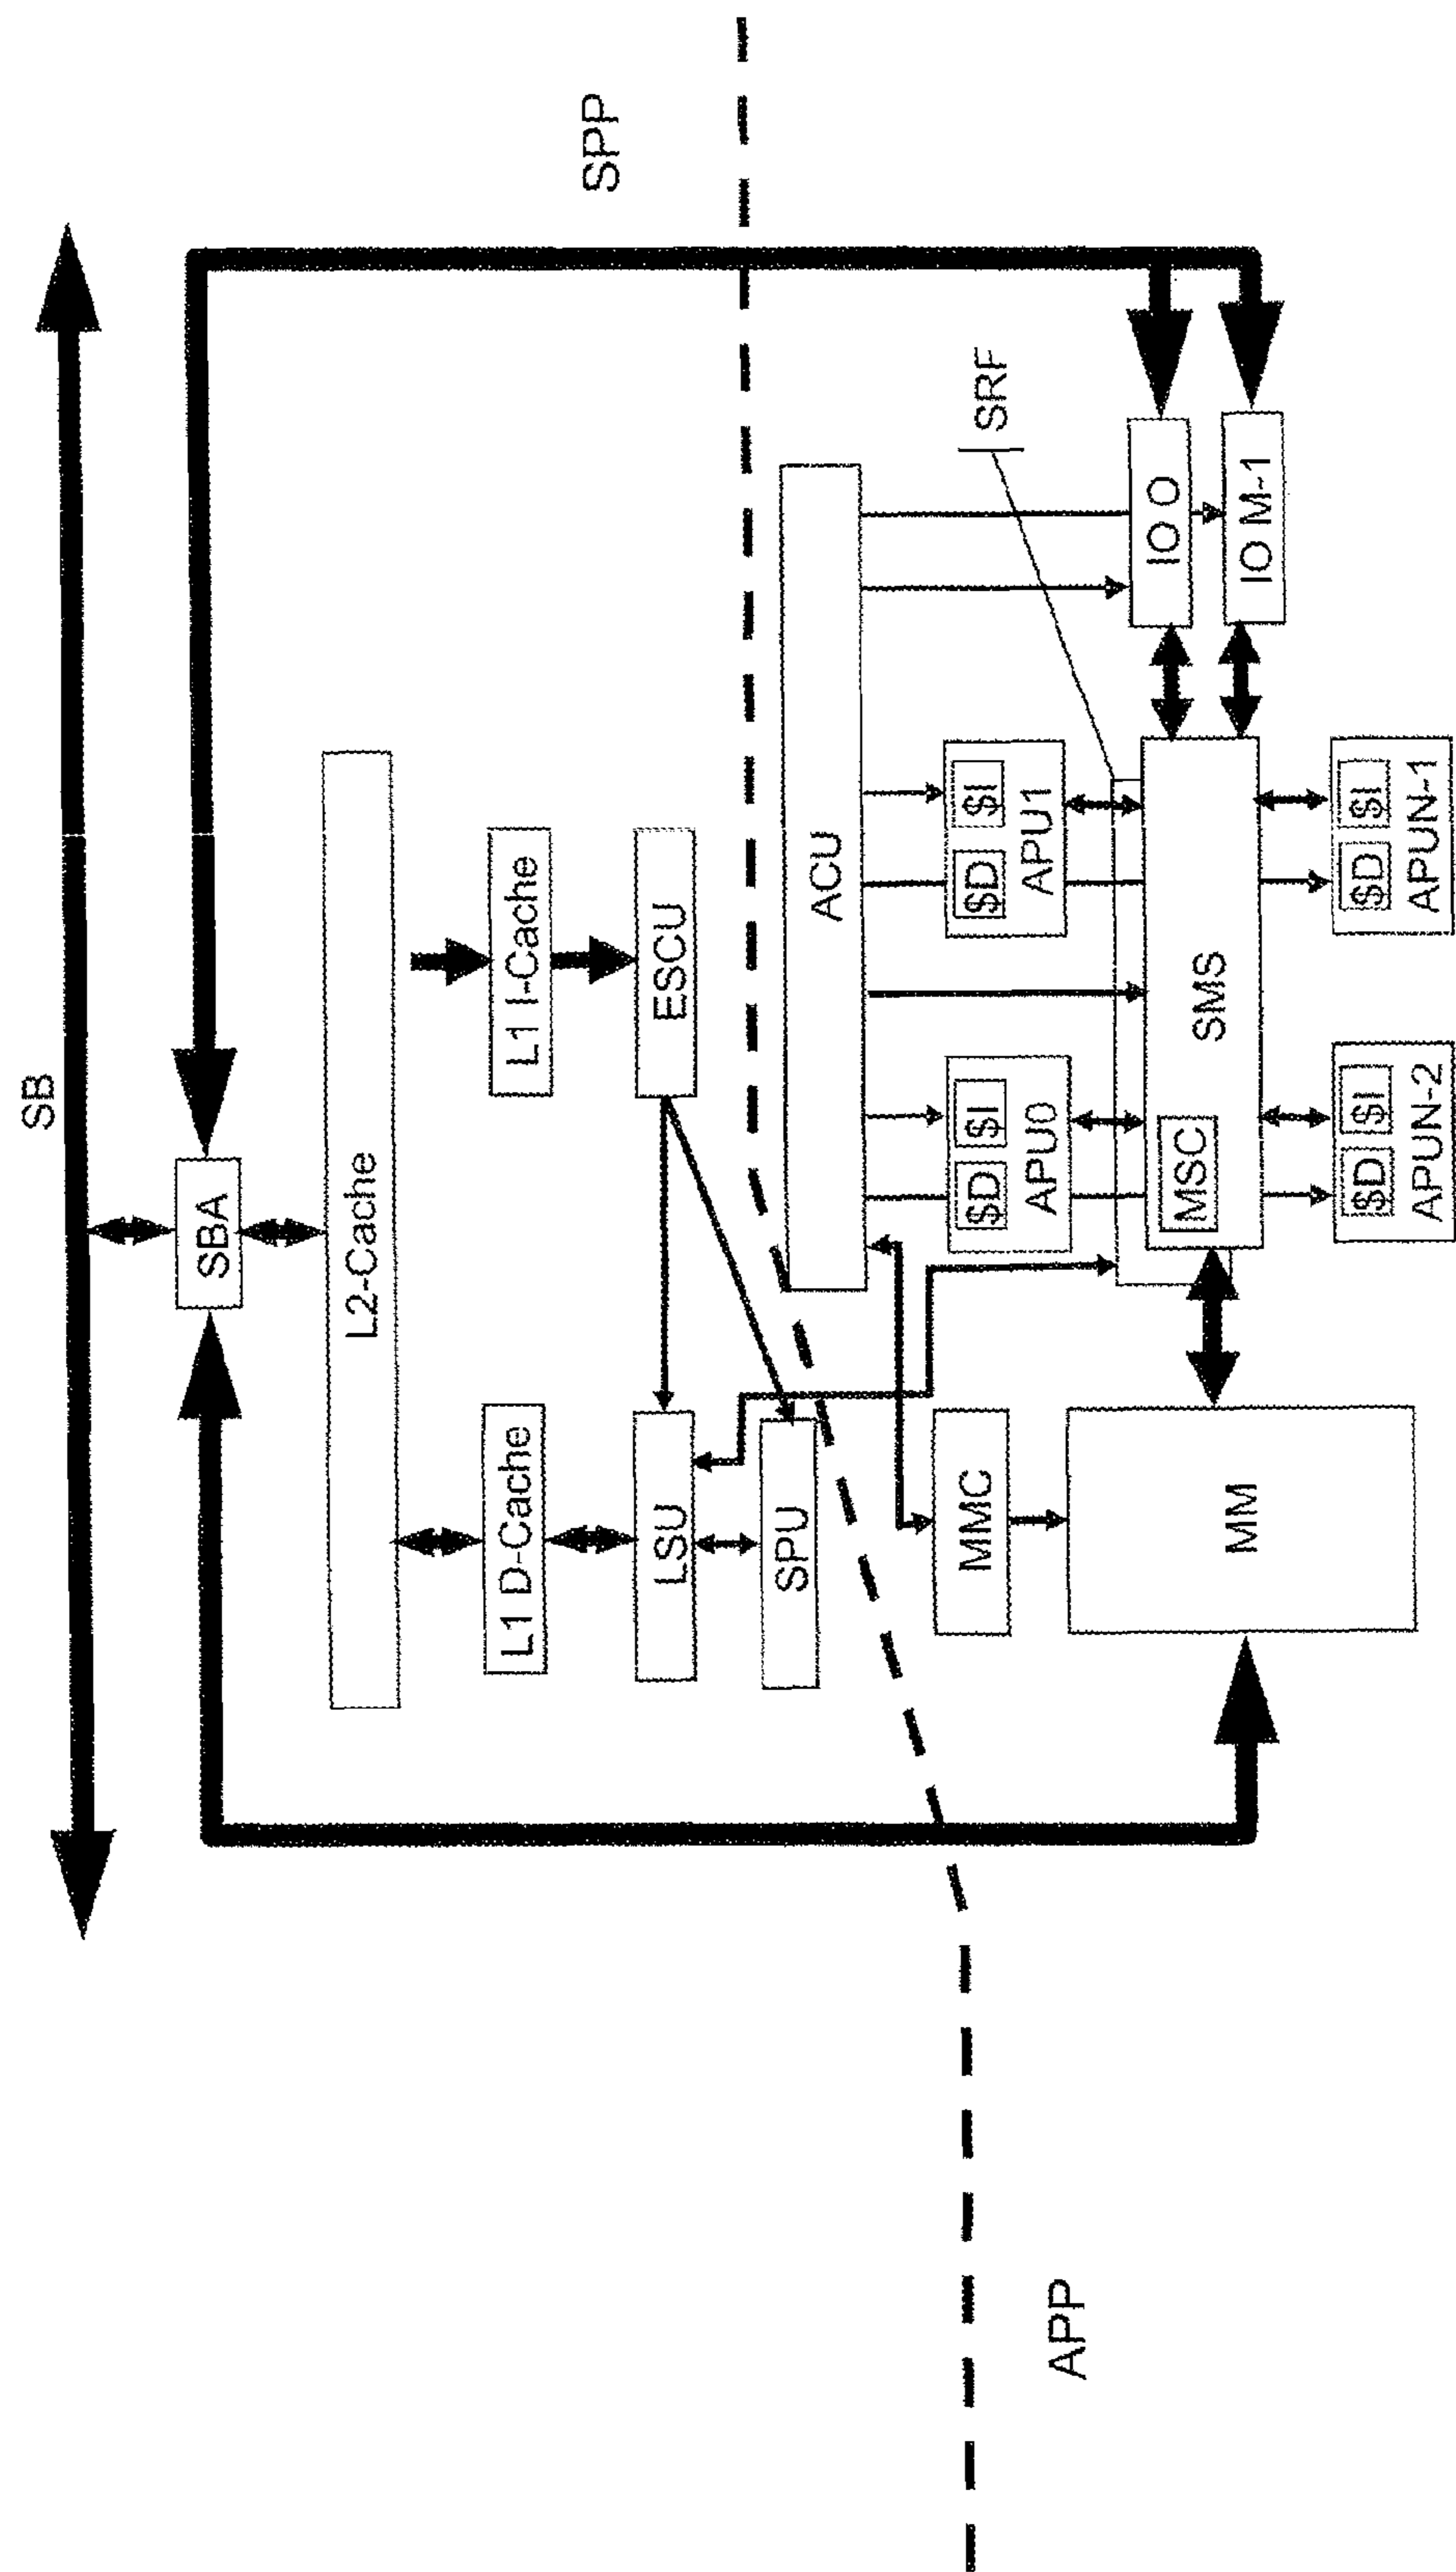 SB
SBA
L2-Cache
L1 D-Cache
L1 I-Cache
SPP
LSU
ESCU
SPU
ACU
MMC
$D
$I
$D
$I
SRF
APU0
APU1
APP
IO O
MSC
SMS
MM
IO M-1
$D
$I
$D
$I
APUN-2
APUN-1